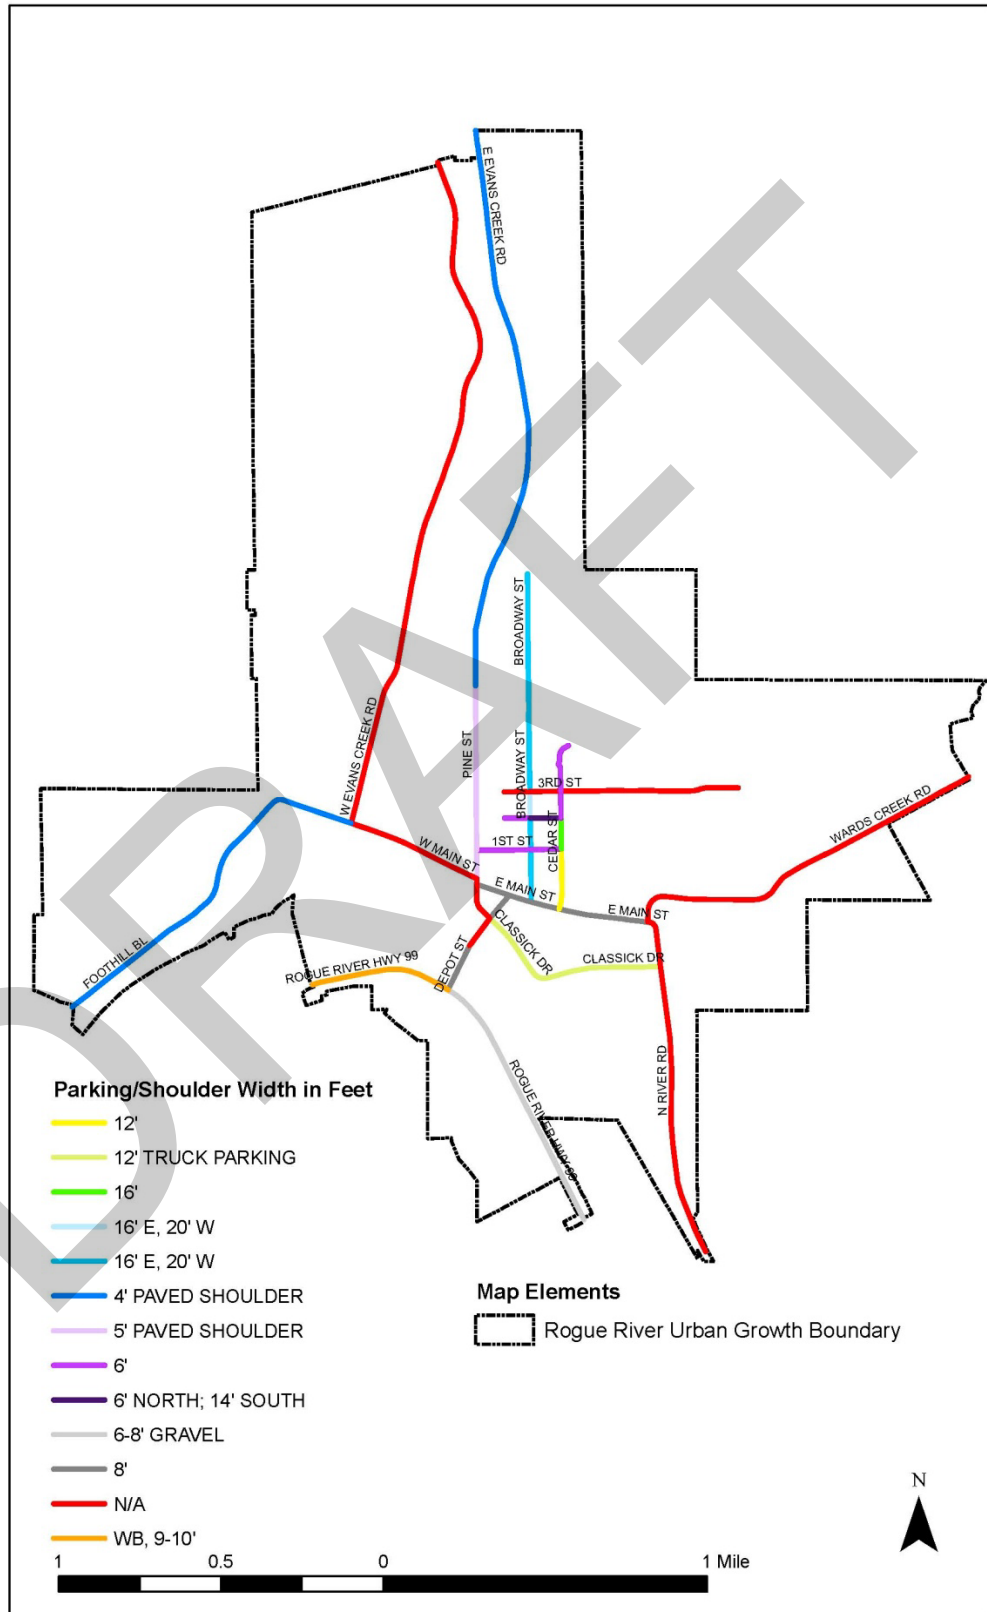 E EVANS CREEK RD
BROADWAY ST
W EVANS CREEK RD
PINE ST
BROADWAY ST
3RD ST
CEDAR ST
1ST ST
W MAIN ST
WARDS CREEK RD
E MAIN ST
E MAIN ST
FOOTHILL BL
ROGUE RIVER HWY 99
DEPOT ST
CLASSICK DR
CLASSICK DR
ROGUE RIVER HWY 99
N RIVER RD
DRAFT
Parking/Shoulder Width in Feet
12'
12' TRUCK PARKING
16'
16' E, 20' W
16' E, 20' W
4' PAVED SHOULDER
5' PAVED SHOULDER
6'
6' NORTH; 14' SOUTH
6-8' GRAVEL
8'
N/A
WB, 9-10'
Map Elements
Rogue River Urban Growth Boundary
N
1 0.5 0 1 Mile